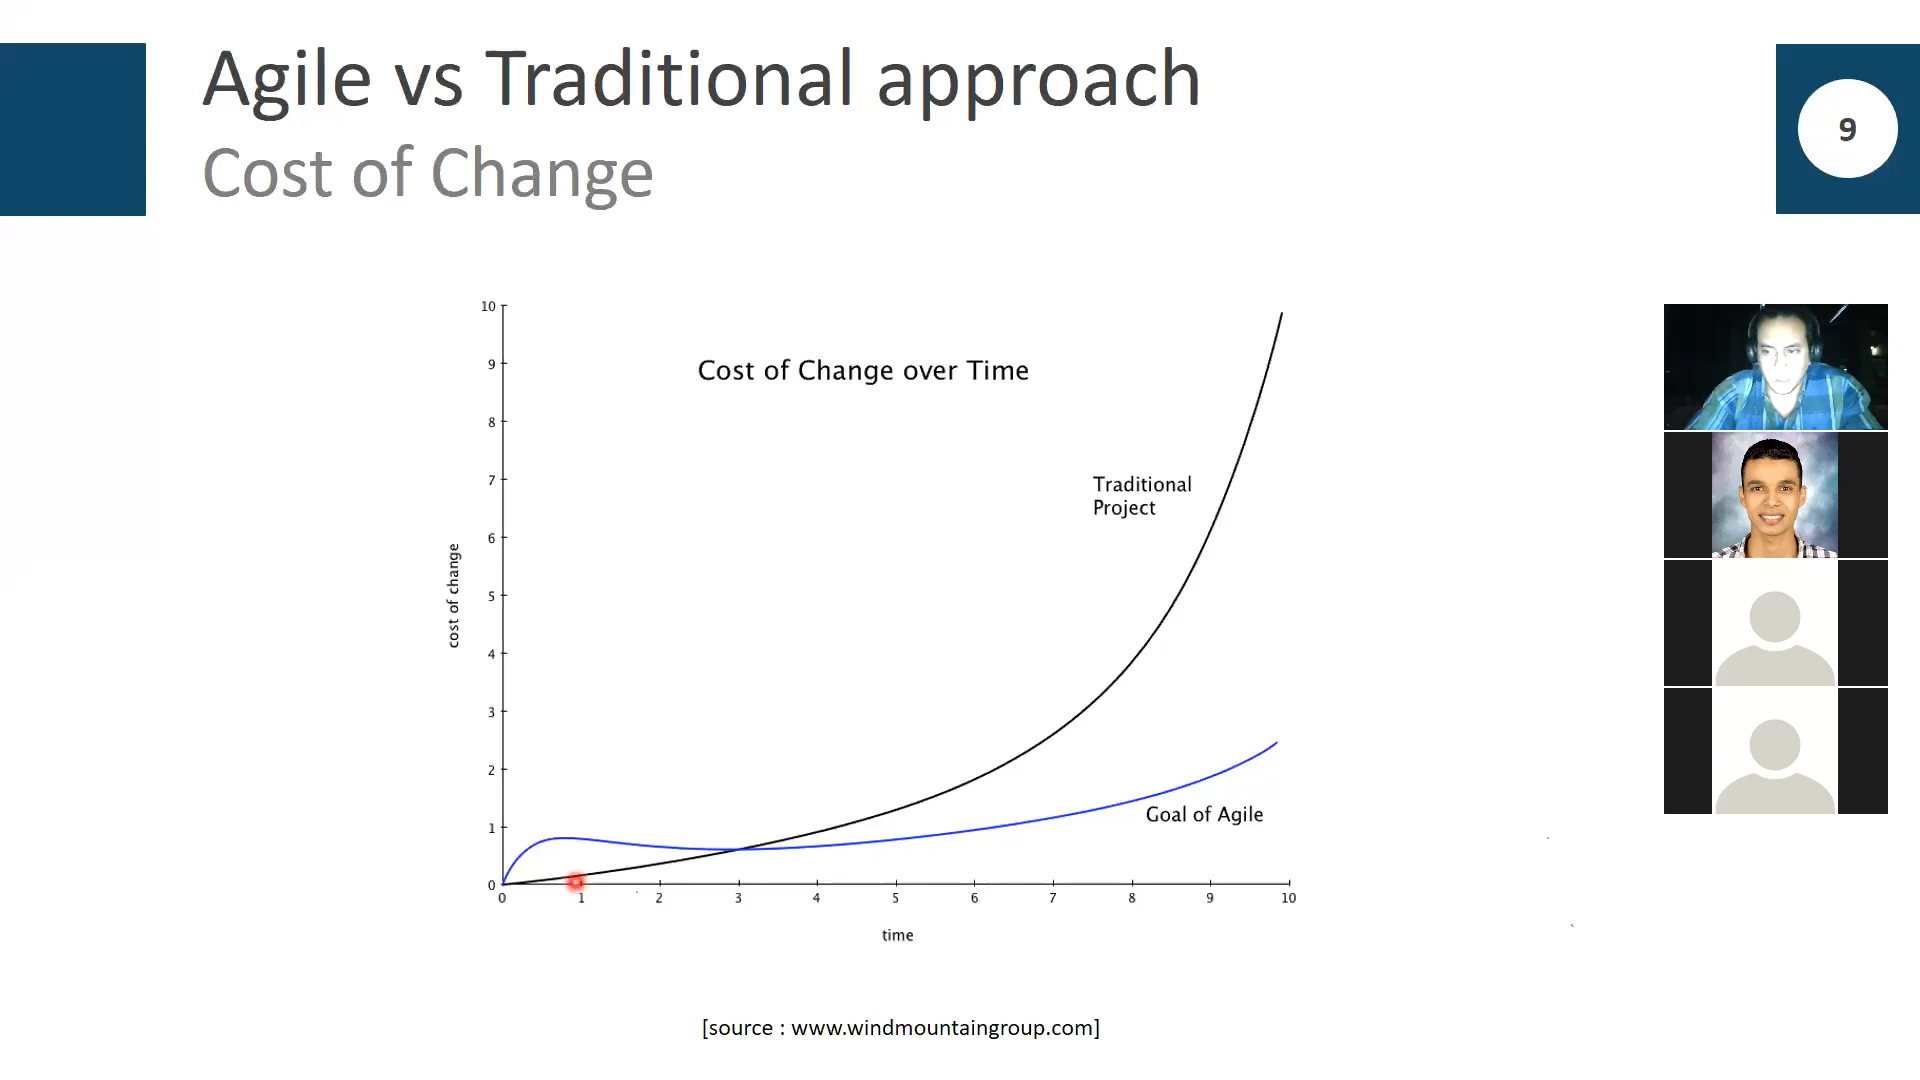 Agile vs Traditional approach
Cost of Change
9
Cost of Change over Time
10
9
8
7
6
5
4
3
2
1
0
cost of change
Traditional
Project
Goal of Agile
0 1 2 3 4 5 6 7 8 9 10
time
[source : www.windmountaingroup.com]